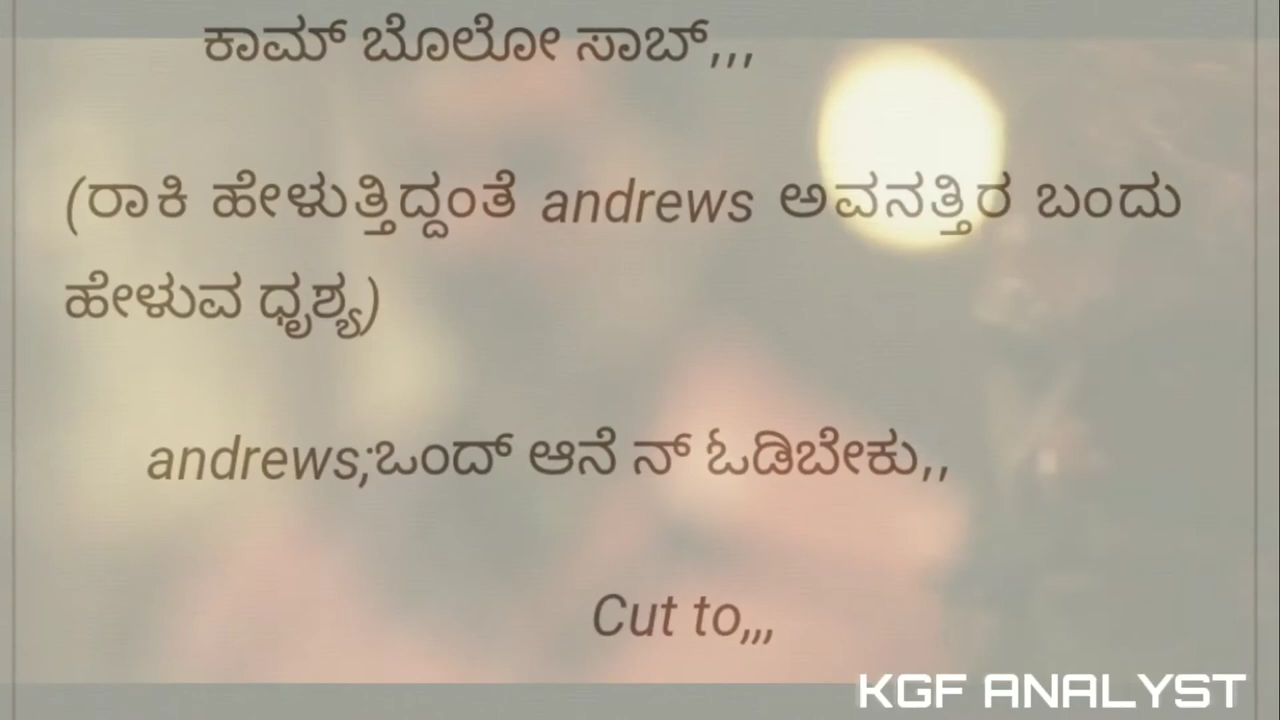 ಕಾಮ್ ಬೊಲೋ ಸಾಬ್,,,
(ರಾಕಿ ಹೇಳುತ್ತಿದ್ದಂತೆ andrews ಅವನತ್ತಿರ ಬಂದು
ಹೇಳುವ ಧೃಶ್ಯ)
andrews;ಒಂದ್ ಆನೆ ನ್ ಓಡಿಬೇಕು,,
Cut to,,,
KGF ANALYST